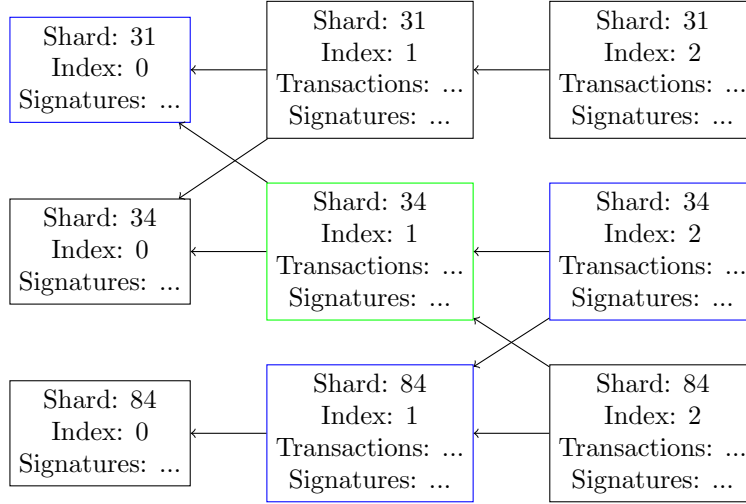 Shard: 31
Index: 0
Signatures: ...
Shard: 31
Index: 1
Transactions: ...
Signatures: ...
Shard: 31
Index: 2
Transactions: ...
Signatures: ...
Shard: 34
Index: 0
Signatures: ...
Shard: 34
Index: 1
Transactions: ...
Signatures: ...
Shard: 34
Index: 2
Transactions: ...
Signatures: ...
Shard: 84
Index: 0
Signatures: ...
Shard: 84
Index: 1
Transactions: ...
Signatures: ...
Shard: 84
Index: 2
Transactions: ...
Signatures: ...